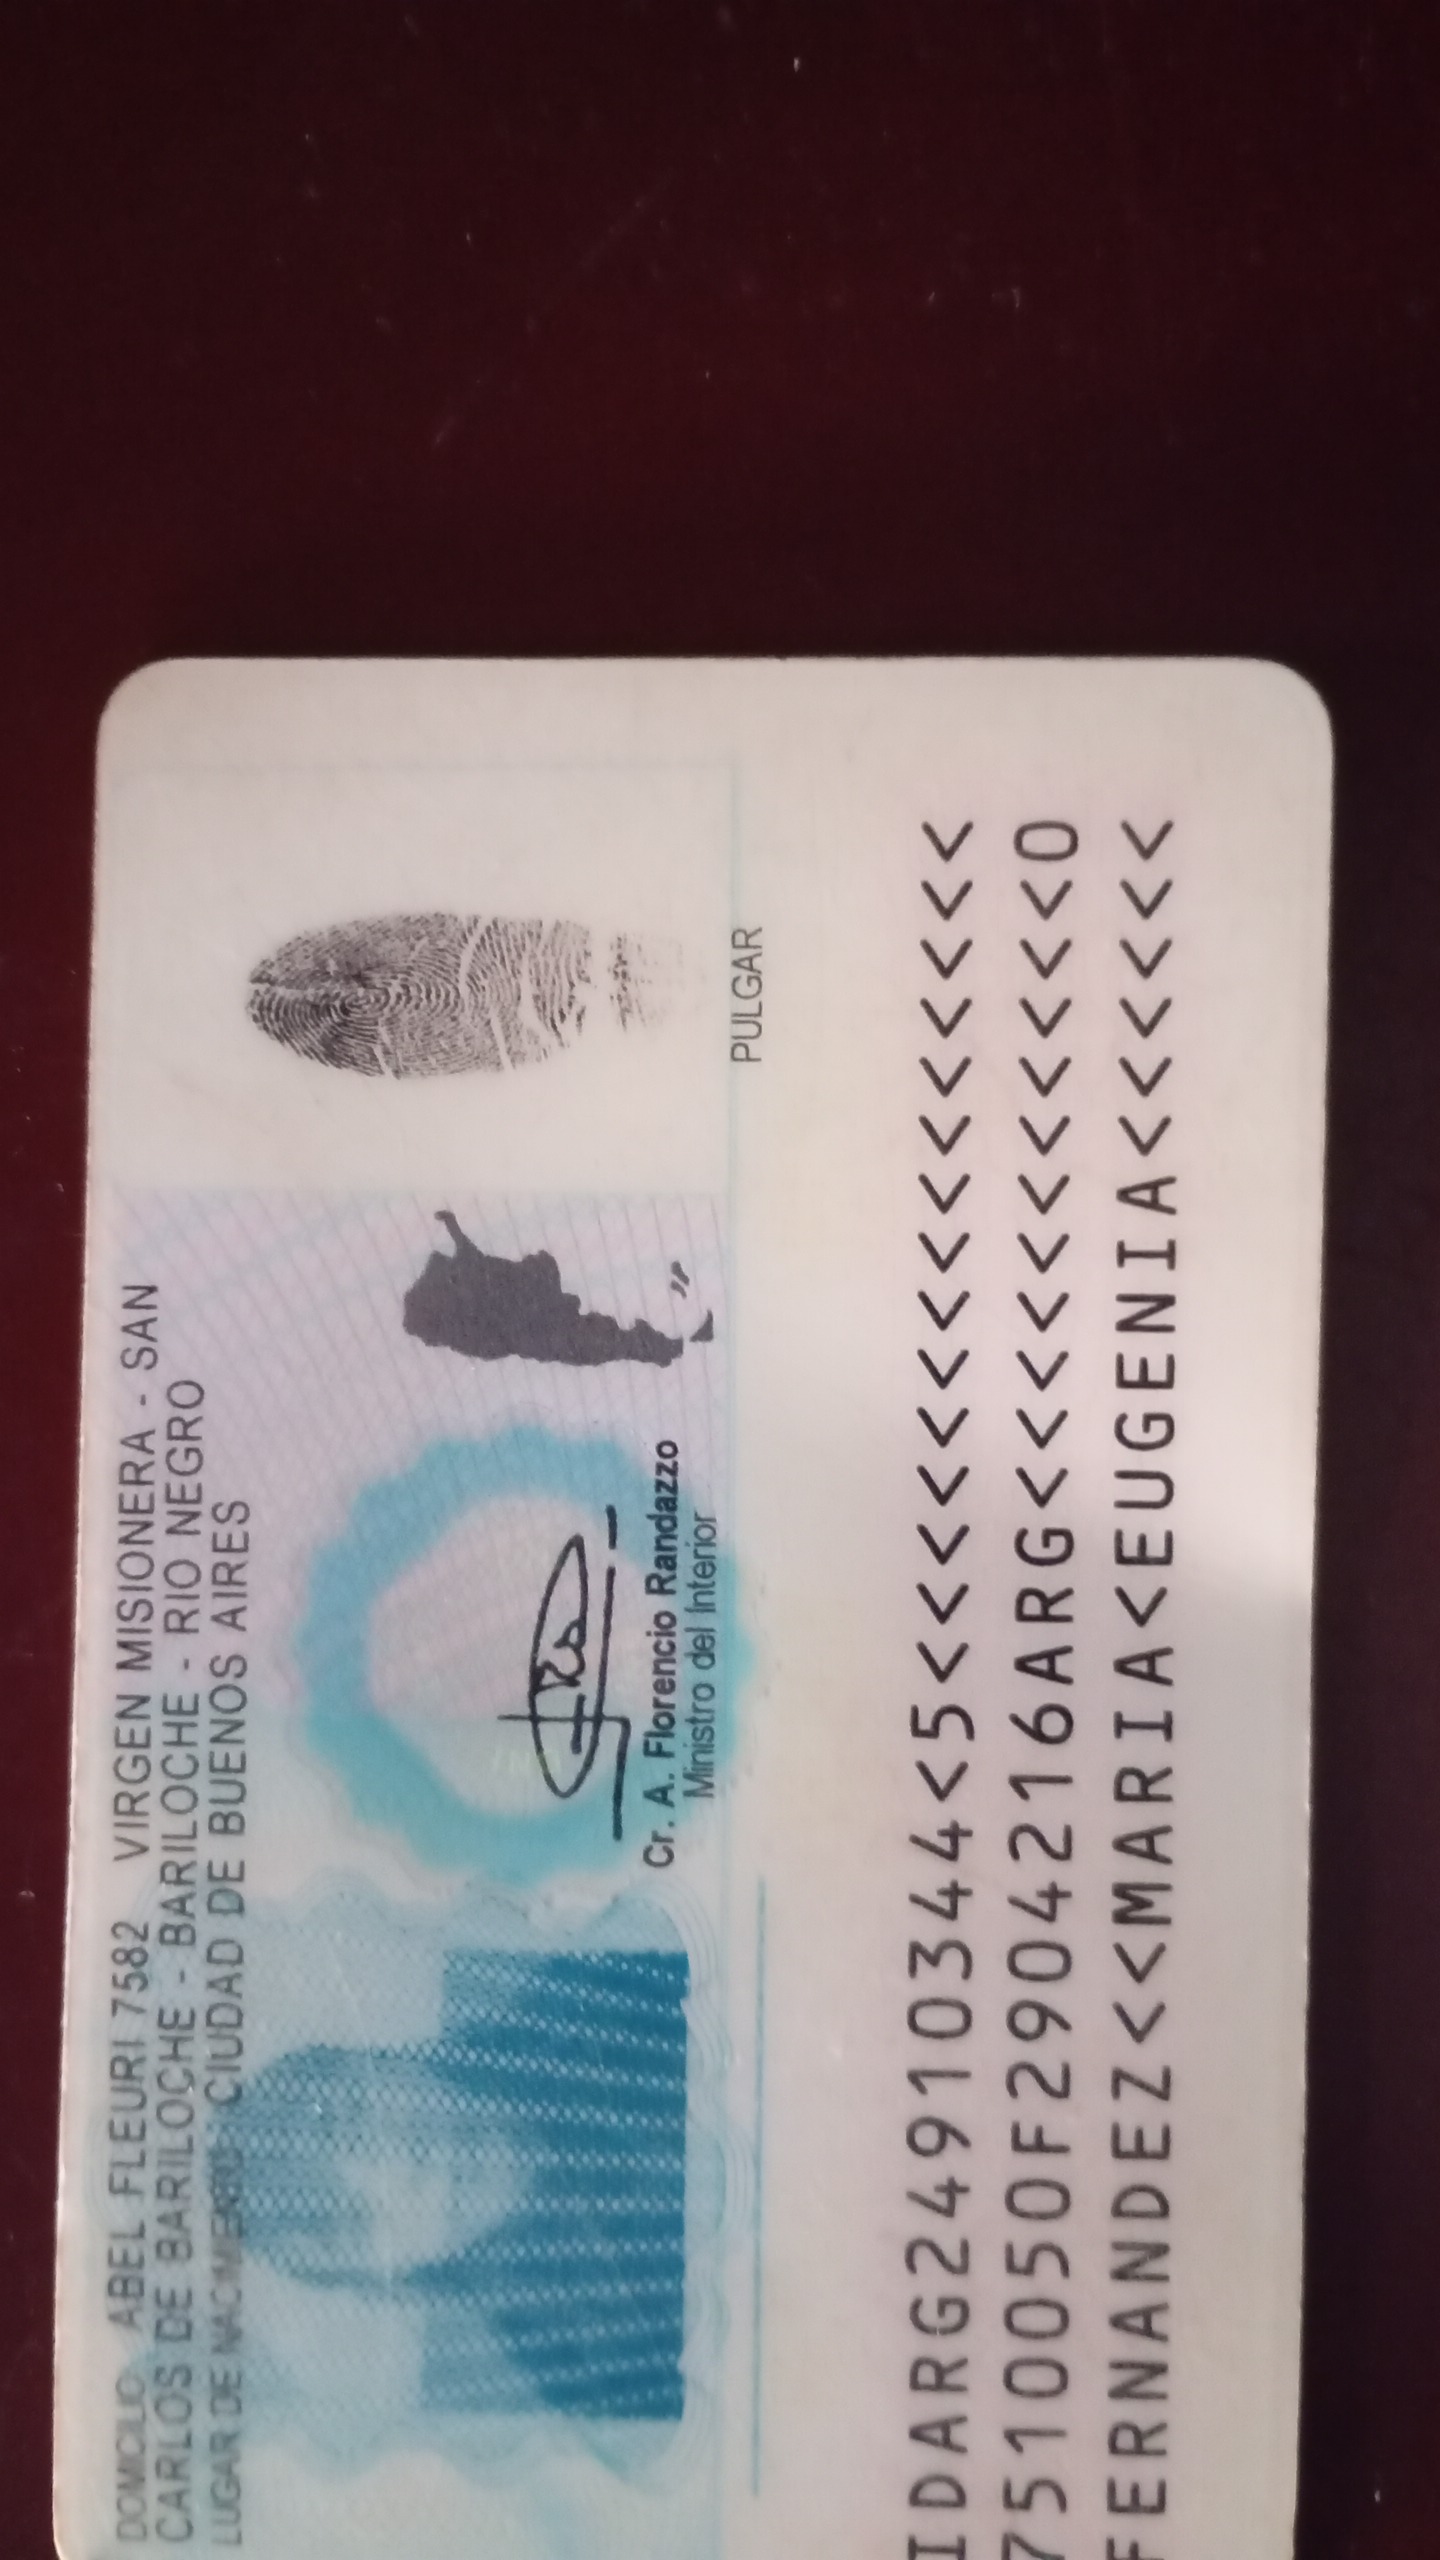 DOMICILIO ABEL FLEURI 7582 VIRGEN MISIONERA - SAN
CARLOS DE BARILOCHE - BARILOCHE - RIO NEGRO
LUGAR DE NACIMIENTO: CIUDAD DE BUENOS AIRES
Cr. A. Florencio Randazzo
Ministro del Interior
PULGAR
IDARG24910344<5<<<<<<<<<<<<<<<
7510050F2904216ARG<<<<<<<<<<<0
FERNANDEZ<<MARIA<EUGENIA<<<<<<